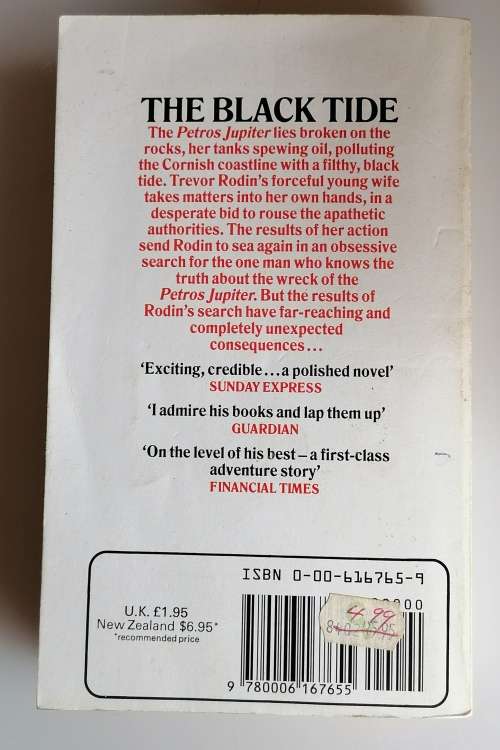 THE BLACK TIDE
The Petros Jupiter lies broken on the
rocks, her tanks spewing oil, polluting
the Cornish coastline with a filthy, black
tide. Trevor Rodin's forceful young wife
takes matters into her own hands, in a
desperate bid to rouse the apathetic
authorities. The results of her action
send Rodin to sea again in an obsessive
search for the one man who knows the
truth about the wreck of the
Petros Jupiter. But the results of
Rodin's search have far-reaching and
completely unexpected
consequences...
'Exciting, credible...a polished novel'
SUNDAY EXPRESS
'I admire his books and lap them up'
GUARDIAN
'On the level of his best – a first-class
adventure story'
FINANCIAL TIMES
ISBN 0-00-616765-9
U.K. £1.95
New Zealand $6.95*
*recommended price
4.99
9 780006 167655